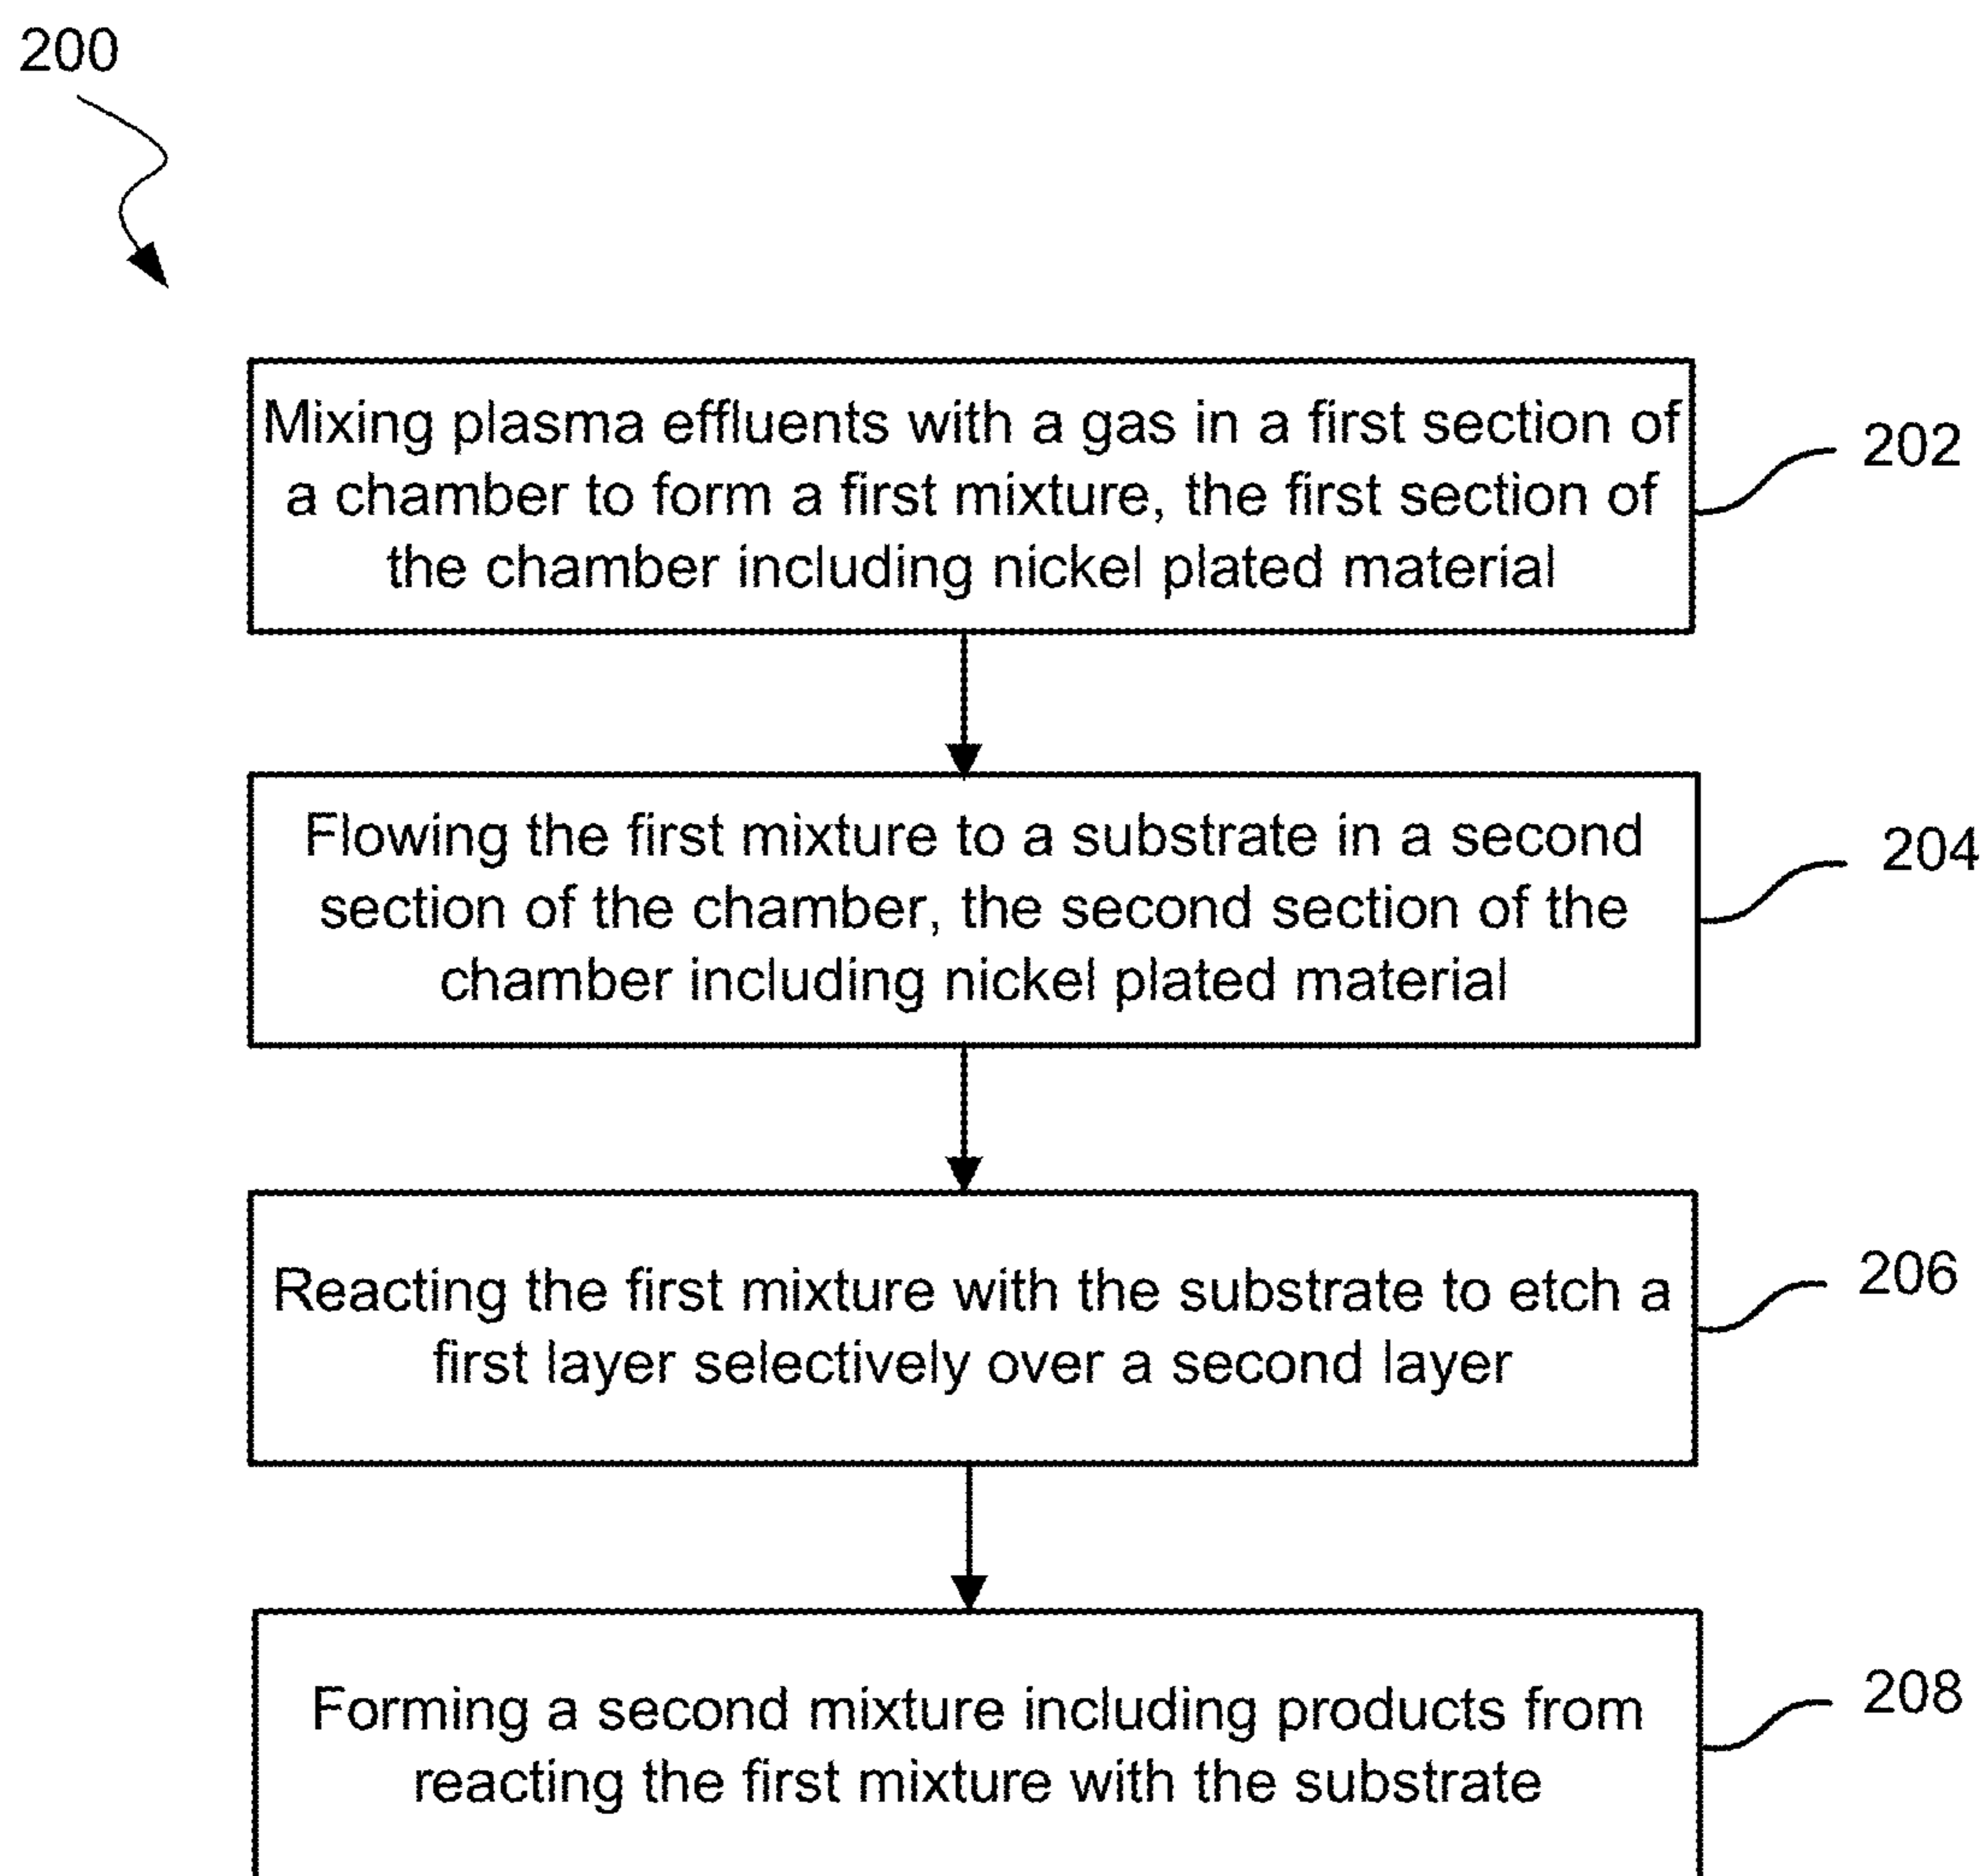 200
Mixing plasma effluents with a gas in a first section of
a chamber to form a first mixture, the first section of
the chamber including nickel plated material
202
Flowing the first mixture to a substrate in a second
section of the chamber, the second section of the
chamber including nickel plated material
204
Reacting the first mixture with the substrate to etch a
first layer selectively over a second layer
206
Forming a second mixture including products from
reacting the first mixture with the substrate
208